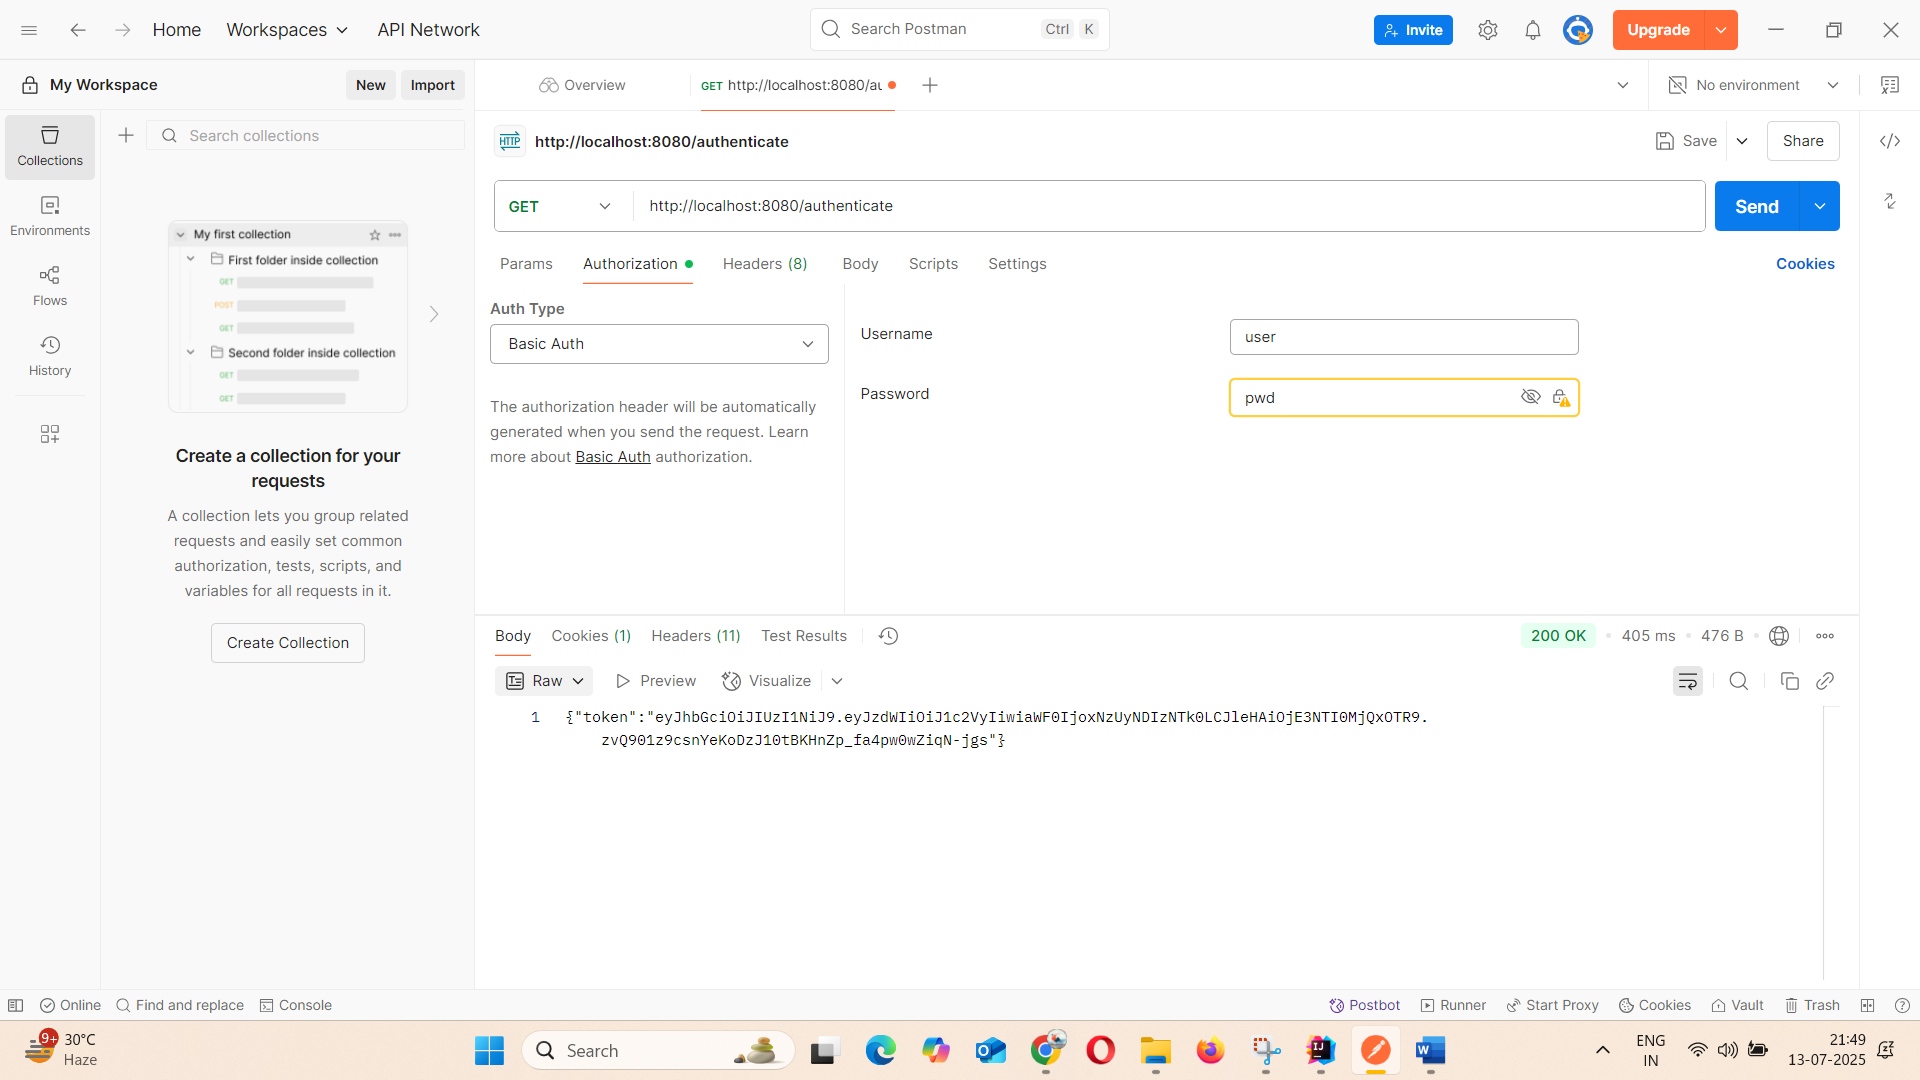 Home
Workspaces
API Network
Search Postman
Ctrl
K
Invite
Upgrade
My Workspace
New
Import
Overview
GET http://localhost:8080/au
No environment
Collections
Environments
Flows
History
Search collections
My first collection
First folder inside collection
GET
POST
GET
Second folder inside collection
GET
GET
Create a collection for your
requests
A collection lets you group related
requests and easily set common
authorization, tests, scripts, and
variables for all requests in it.
Create Collection
HTTP
http://localhost:8080/authenticate
Save
Share
GET
http://localhost:8080/authenticate
Send
Params
Authorization
Headers (8)
Body
Scripts
Settings
Cookies
Auth Type
Basic Auth
The authorization header will be automatically
generated when you send the request. Learn
more about Basic Auth authorization.
Username
user
Password
pwd
Body
Cookies (1)
Headers (11)
Test Results
200 OK
405 ms
476 B
Raw
Preview
Visualize
1
{"token":"eyJhbGciOiJIUzI1NiJ9.eyJzdWIiOiJ1c2VyIiwiaWF0IjoxNzUyNDIzNTk0LCJleHAiOjE3NTI0MjQxOTR9.
zvQ901z9csnYeKoDzJ10tBKHnZp_fa4pw0wZiqN-jgs"}
Online
Find and replace
Console
Postbot
Runner
Start Proxy
Cookies
Vault
Trash
9+
30°C
Haze
Search
ENG
IN
21:49
13-07-2025